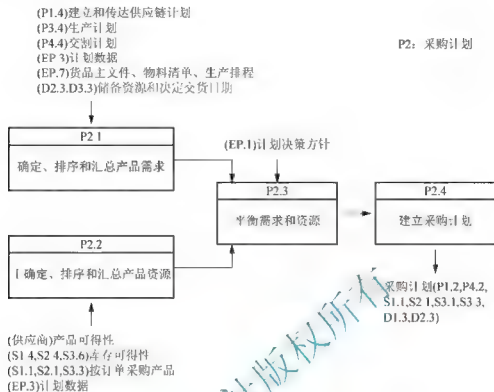 (P1.4)建立和传达供应链计划
(P3.4)生产计划
(P4.4)交割计划
(EP.3)计划数据
(EP.7)货品主文件、物料清单、生产排程
(D2.3.D3.3)储备资源和决定交货日期
P2：采购计划
P2.1
确定、排序和汇总产品需求
(EP.1)计划决策方针
P2.3
平衡需求和资源
P2.4
建立采购计划
P2.2
确定、排序和汇总产品资源
采购计划(P1.2,P4.2,
S1.1,S2.1,S3.1,S3.3,
D1.3,D2.3)
(供应商)产品可得性
(S1.4,S2.4,S3.6)库存可得性
(S1.1,S2.1,S3.3)按订单采购产品
(EP.3)计划数据
版权所有